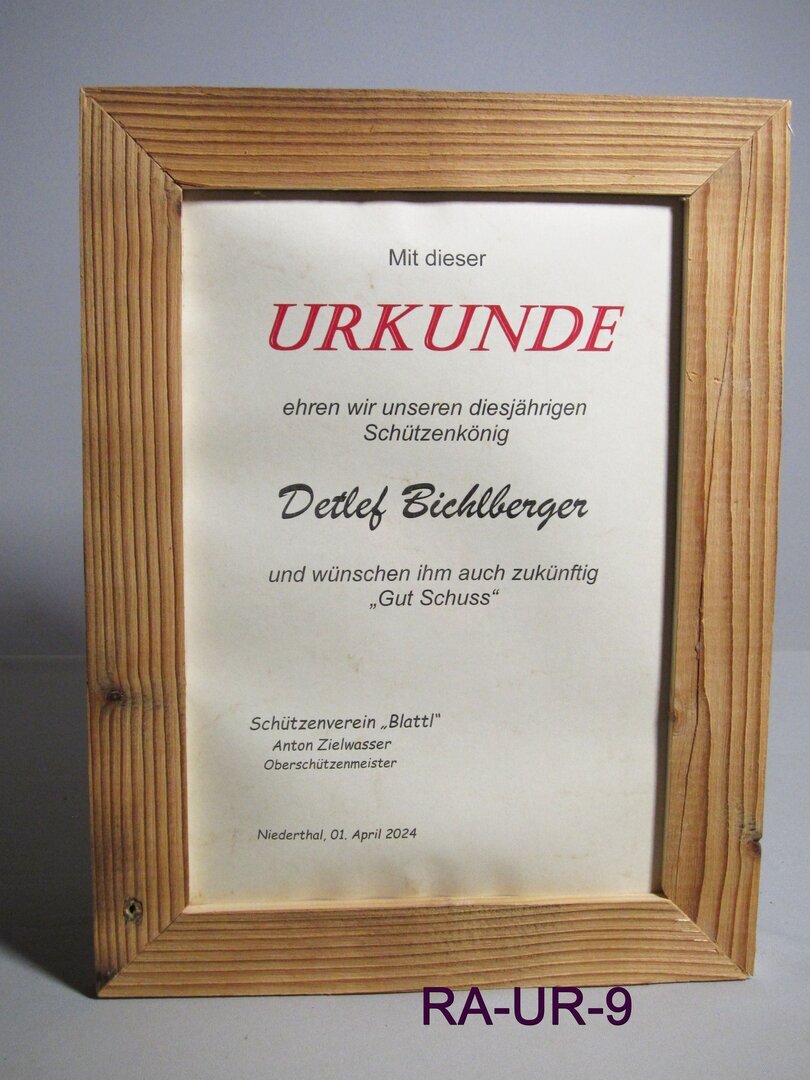 Mit dieser
URKUNDE
ehren wir unseren diesjährigen
Schützenkönig
Detlef Bichlberger
und wünschen ihm auch zukünftig
„Gut Schuss“
Schützenverein „Blattl“
Anton Zielwasser
Oberschützenmeister
Niederthal, 01. April 2024
RA-UR-9